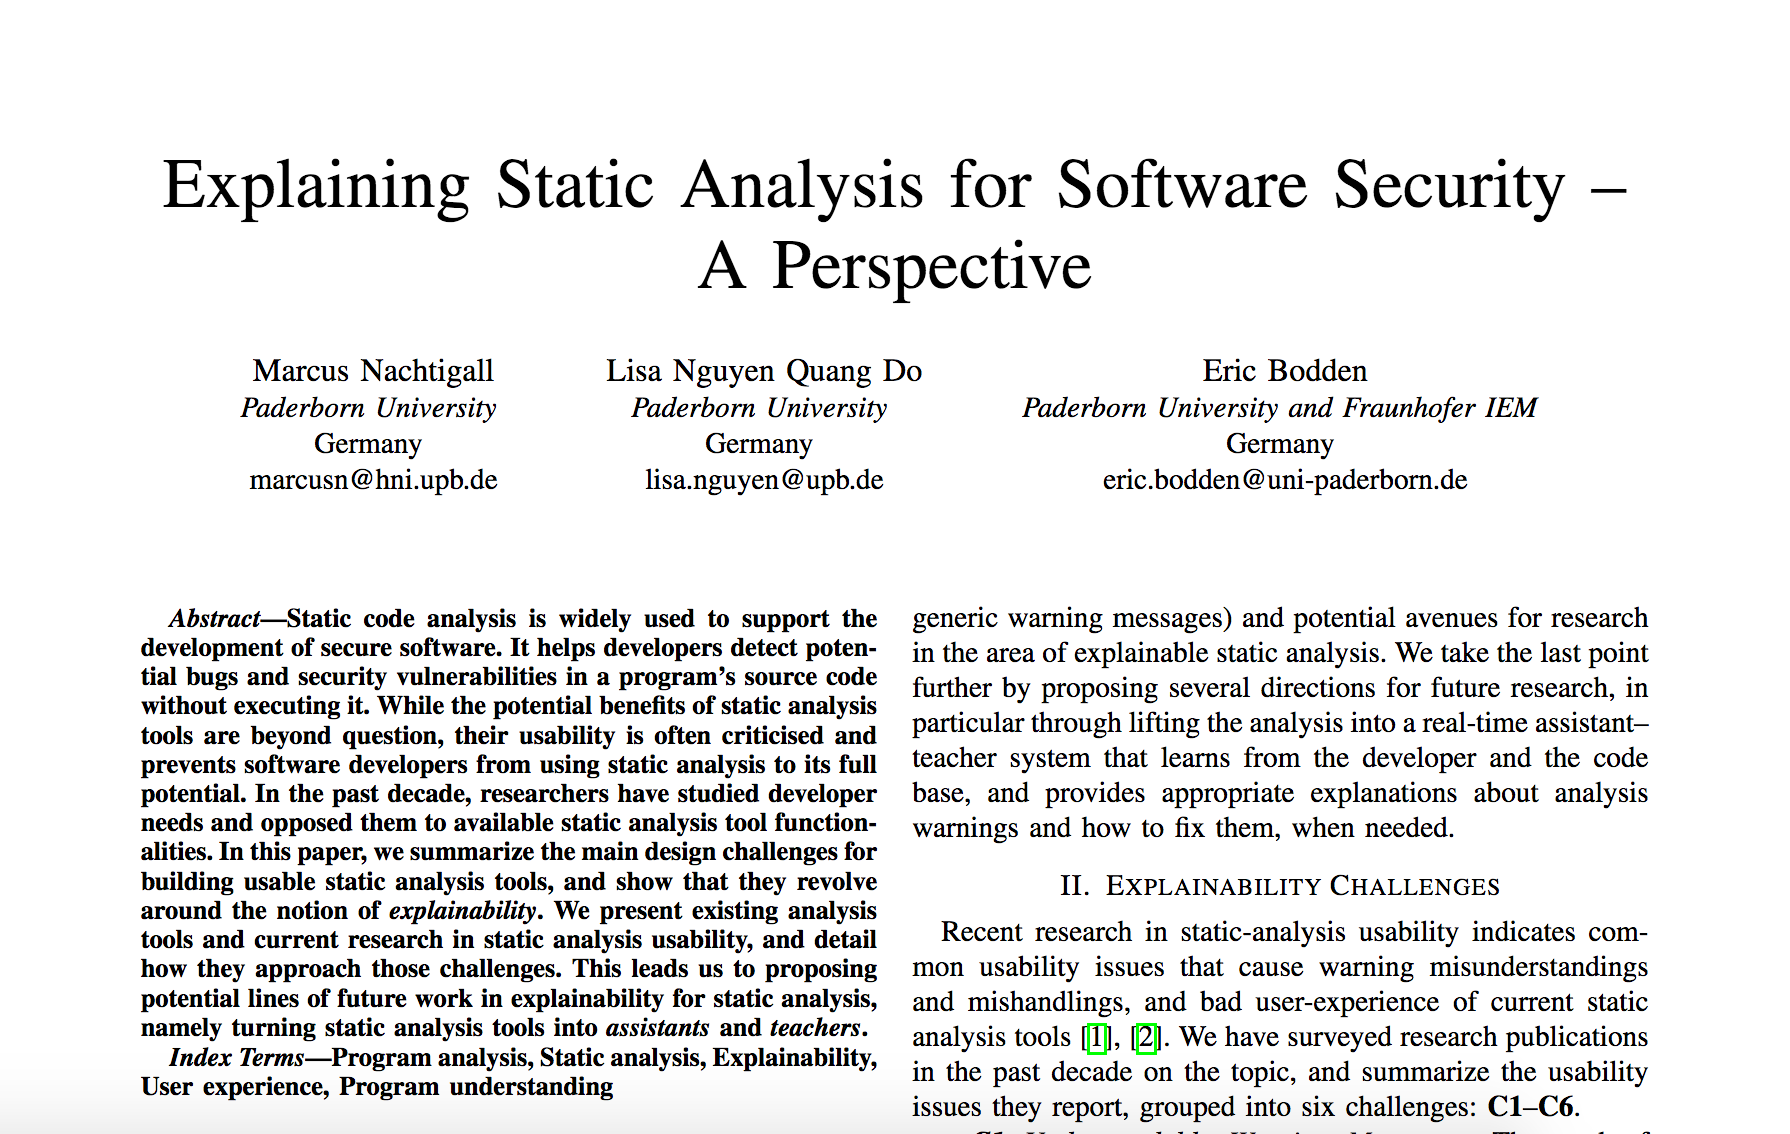 Explaining Static Analysis for Software Security –
A Perspective
Marcus Nachtigall
Paderborn University
Germany
marcusn@hni.upb.de
Lisa Nguyen Quang Do
Paderborn University
Germany
lisa.nguyen@upb.de
Eric Bodden
Paderborn University and Fraunhofer IEM
Germany
eric.bodden@uni-paderborn.de
Abstract—Static code analysis is widely used to support the
development of secure software. It helps developers detect poten-
tial bugs and security vulnerabilities in a program's source code
without executing it. While the potential benefits of static analysis
tools are beyond question, their usability is often criticised and
prevents software developers from using static analysis to its full
potential. In the past decade, researchers have studied developer
needs and opposed them to available static analysis tool function-
alities. In this paper, we summarize the main design challenges for
building usable static analysis tools, and show that they revolve
around the notion of explainability. We present existing analysis
tools and current research in static analysis usability, and detail
how they approach those challenges. This leads us to proposing
potential lines of future work in explainability for static analysis,
namely turning static analysis tools into assistants and teachers.
Index Terms—Program analysis, Static analysis, Explainability,
User experience, Program understanding
generic warning messages) and potential avenues for research
in the area of explainable static analysis. We take the last point
further by proposing several directions for future research, in
particular through lifting the analysis into a real-time assistant–
teacher system that learns from the developer and the code
base, and provides appropriate explanations about analysis
warnings and how to fix them, when needed.
II. EXPLAINABILITY CHALLENGES
Recent research in static-analysis usability indicates com-
mon usability issues that cause warning misunderstandings
and mishandlings, and bad user-experience of current static
analysis tools [1], [2]. We have surveyed research publications
in the past decade on the topic, and summarize the usability
issues they report, grouped into six challenges: C1–C6.